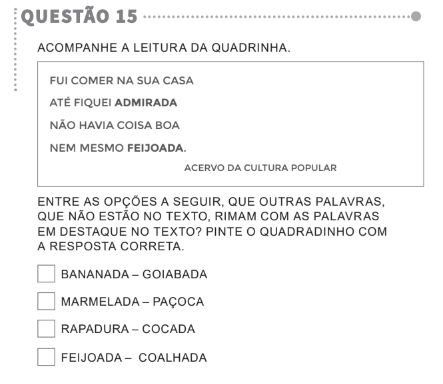 QUESTÃO 15
ACOMPANHE A LEITURA DA QUADRINHA.
FUI COMER NA SUA CASA
ATÉ FIQUEI ADMIRADA
NÃO HAVIA COISA BOA
NEM MESMO FEIJOADA.
ACERVO DA CULTURA POPULAR
ENTRE AS OPÇÕES A SEGUIR, QUE OUTRAS PALAVRAS,
QUE NÃO ESTÃO NO TEXTO, RIMAM COM AS PALAVRAS
EM DESTAQUE NO TEXTO? PINTE O QUADRADINHO COM
A RESPOSTA CORRETA.
BANANADA – GOIABADA
MARMELADA – PAÇOCA
RAPADURA – COCADA
FEIJOADA – COALHADA